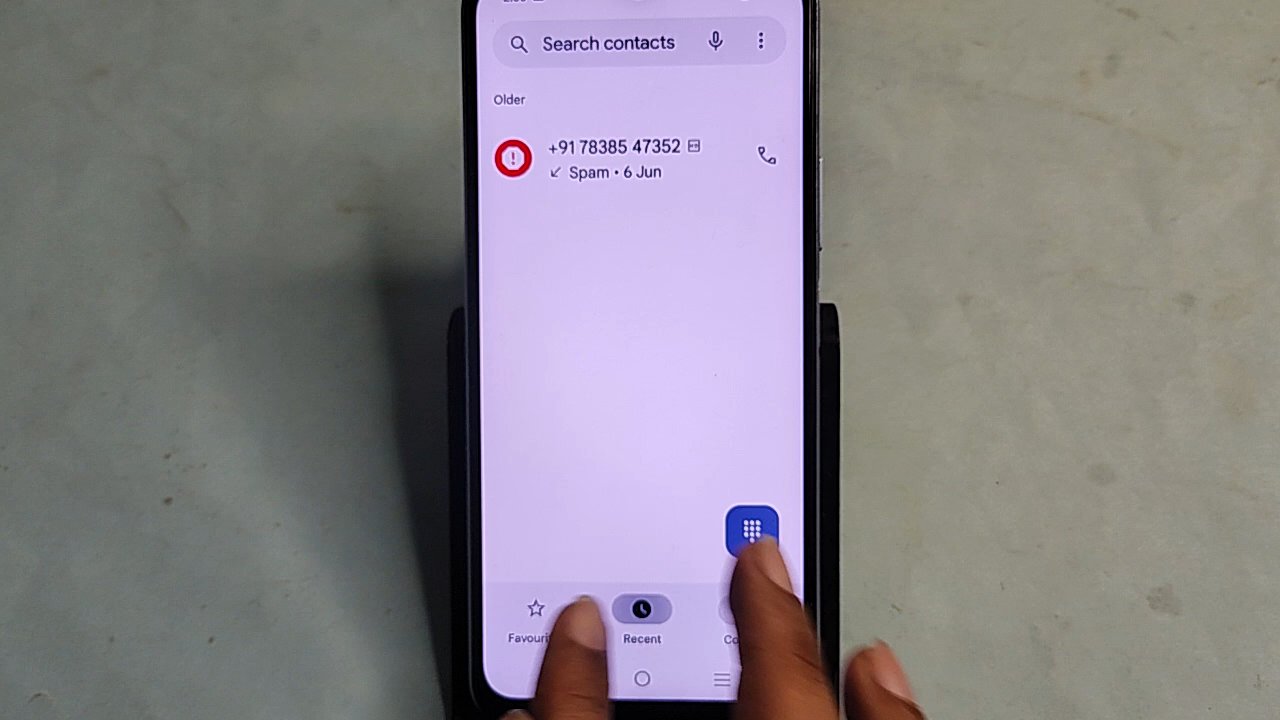 Search contacts
Older
+91 78385 47352
Spam • 6 Jun
Recent